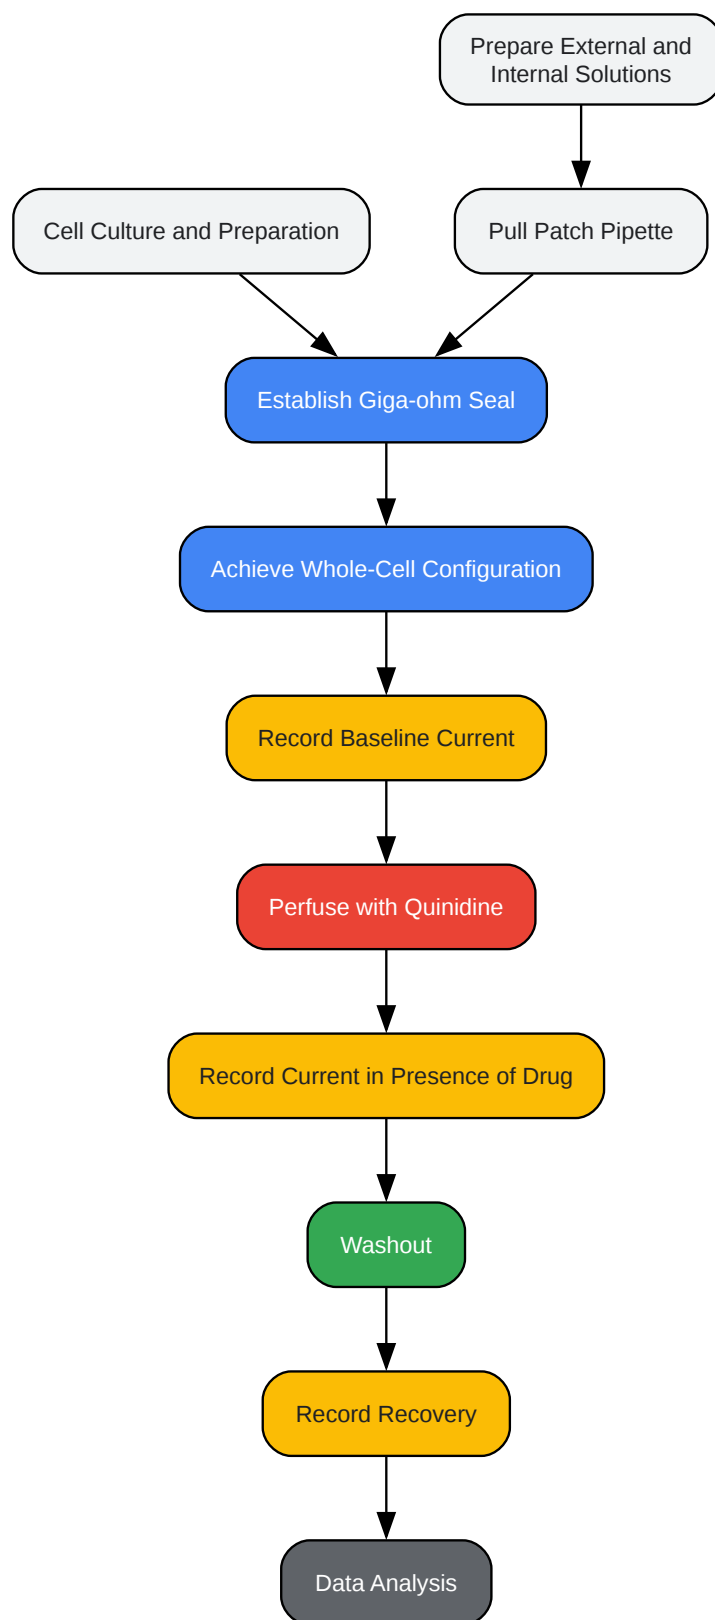 Prepare External and
Internal Solutions
Cell Culture and Preparation
Pull Patch Pipette
Establish Giga-ohm Seal
Achieve Whole-Cell Configuration
Record Baseline Current
Perfuse with Quinidine
Record Current in Presence of Drug
Washout
Record Recovery
Data Analysis